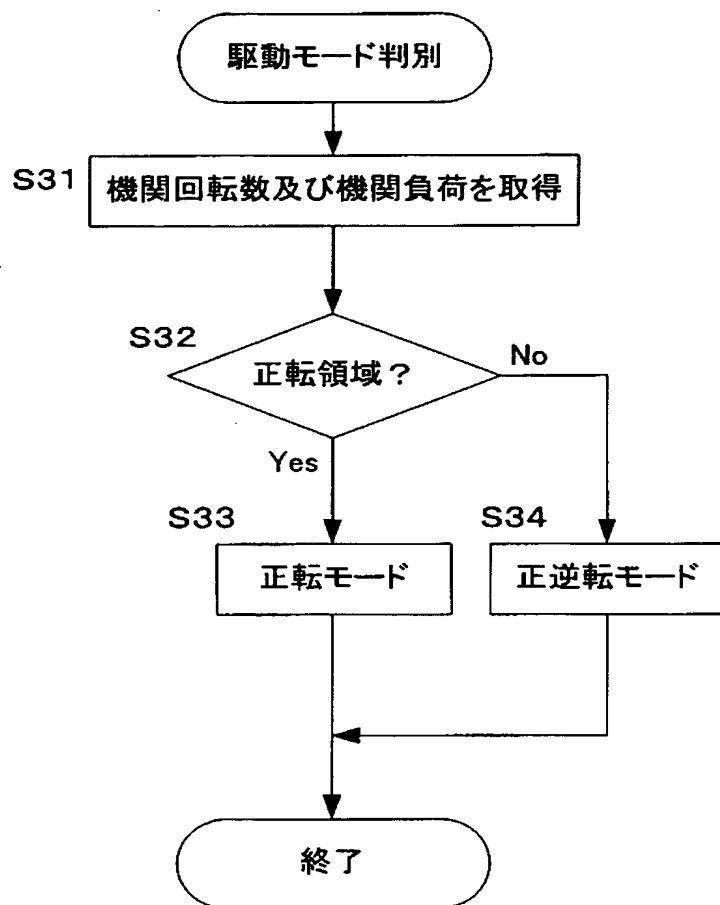 駆動モード判別
S31
機関回転数及び機関負荷を取得
S32
正転領域？
No
Yes
S33
正転モード
S34
正逆転モード
終了